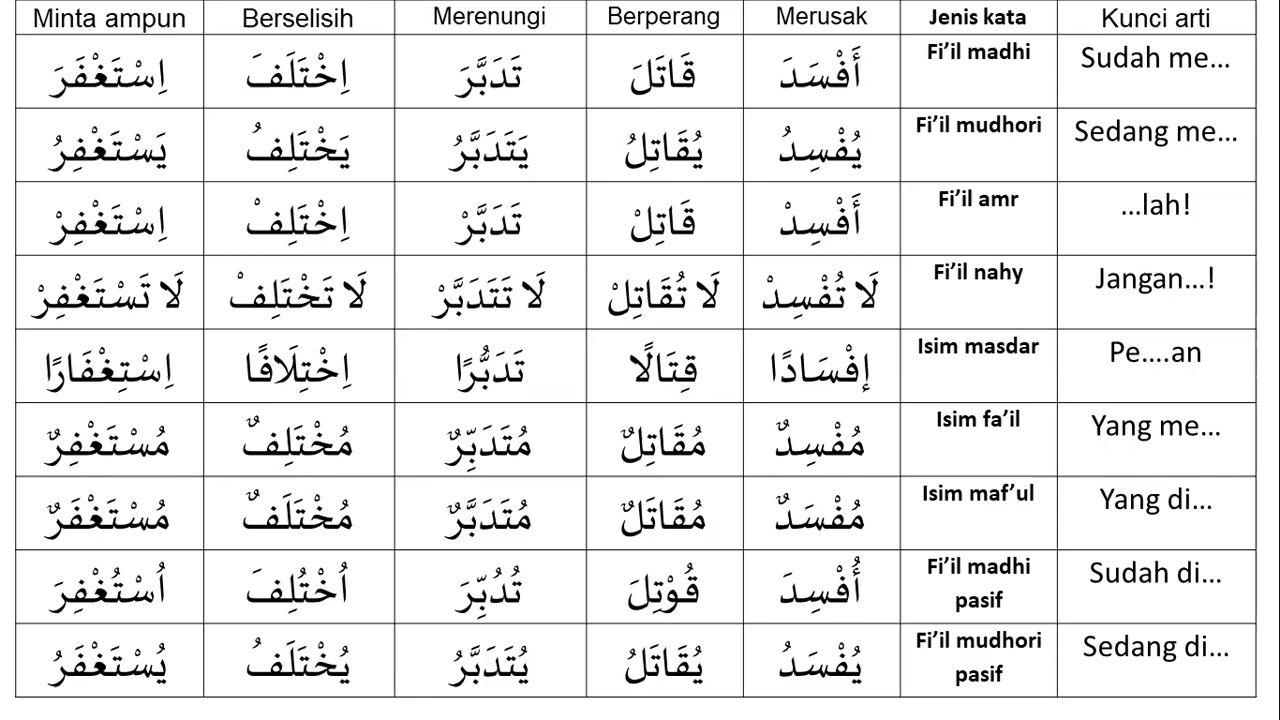 Minta ampun Berselisih Merenungi Berperang Merusak Jenis kata Kunci arti
اِسْتَغْفَرَ اِخْتَلَفَ تَدَبَّرَ قَاتَلَ أَفْسَدَ Fi’il madhi Sudah me...
يَسْتَغْفِرُ يَخْتَلِفُ يَتَدَبَّرُ يُقَاتِلُ يُفْسِدُ Fi’il mudhori Sedang me...
اِسْتَغْفِرْ اِخْتَلِفْ تَدَبَّرْ قَاتِلْ أَفْسِدْ Fi’il amr ...lah!
لَا تَسْتَغْفِرْ لَا تَخْتَلِفْ لَا تَتَدَبَّرْ لَا تُقَاتِلْ لَا تُفْسِدْ Fi’il nahy Jangan...!
اِسْتِغْفَارًا اِخْتِلَافًا تَدَبُّرًا قِتَالًا إفْسَادًا Isim masdar Pe....an
مُسْتَغْفِرٌ مُخْتَلِفٌ مُتَدَبِّرٌ مُقَاتِلٌ مُفْسِدٌ Isim fa’il Yang me...
مُسْتَغْفَرٌ مُخْتَلَفٌ مُتَدَبَّرٌ مُقَاتَلٌ مُفْسَدٌ Isim maf’ul Yang di...
اُسْتُغْفِرَ اُخْتُلِفَ تُدُبِّرَ قُوْتِلَ أُفْسِدَ Fi’il madhi pasif Sudah di...
يُسْتَغْفَرُ يُخْتَلَفُ يُتَدَبَّرُ يُقَاتَلُ يُفْسَدُ Fi’il mudhori pasif Sedang di...